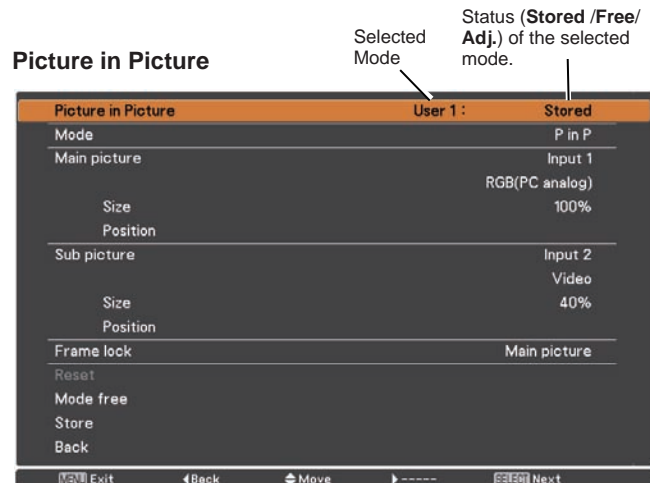 Picture in Picture
Selected
Mode
Status (Stored /Free/
Adj.) of the selected
mode.
Picture in Picture User 1 : Stored
Mode P in P
Main picture Input 1
RGB(PC analog)
Size 100%
Position
Sub picture Input 2
Video
Size 40%
Position
Frame lock Main picture
Reset
Mode free
Store
Back
MENU Exit Back Move ----- SELECT Next